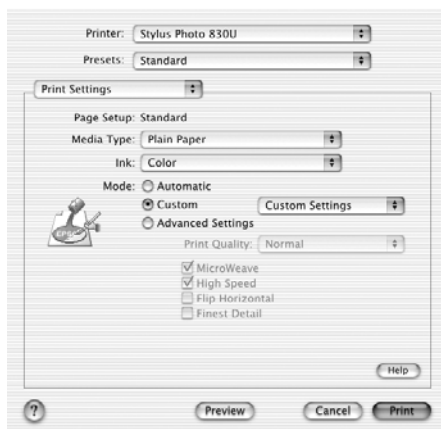 Printer: Stylus Photo 830U
Presets: Standard
Print Settings
Page Setup: Standard
Media Type: Plain Paper
Ink: Color
Mode: Automatic
Custom Custom Settings
Advanced Settings
Print Quality: Normal
MicroWeave
High Speed
Flip Horizontal
Finest Detail
Help
? Preview Cancel Print